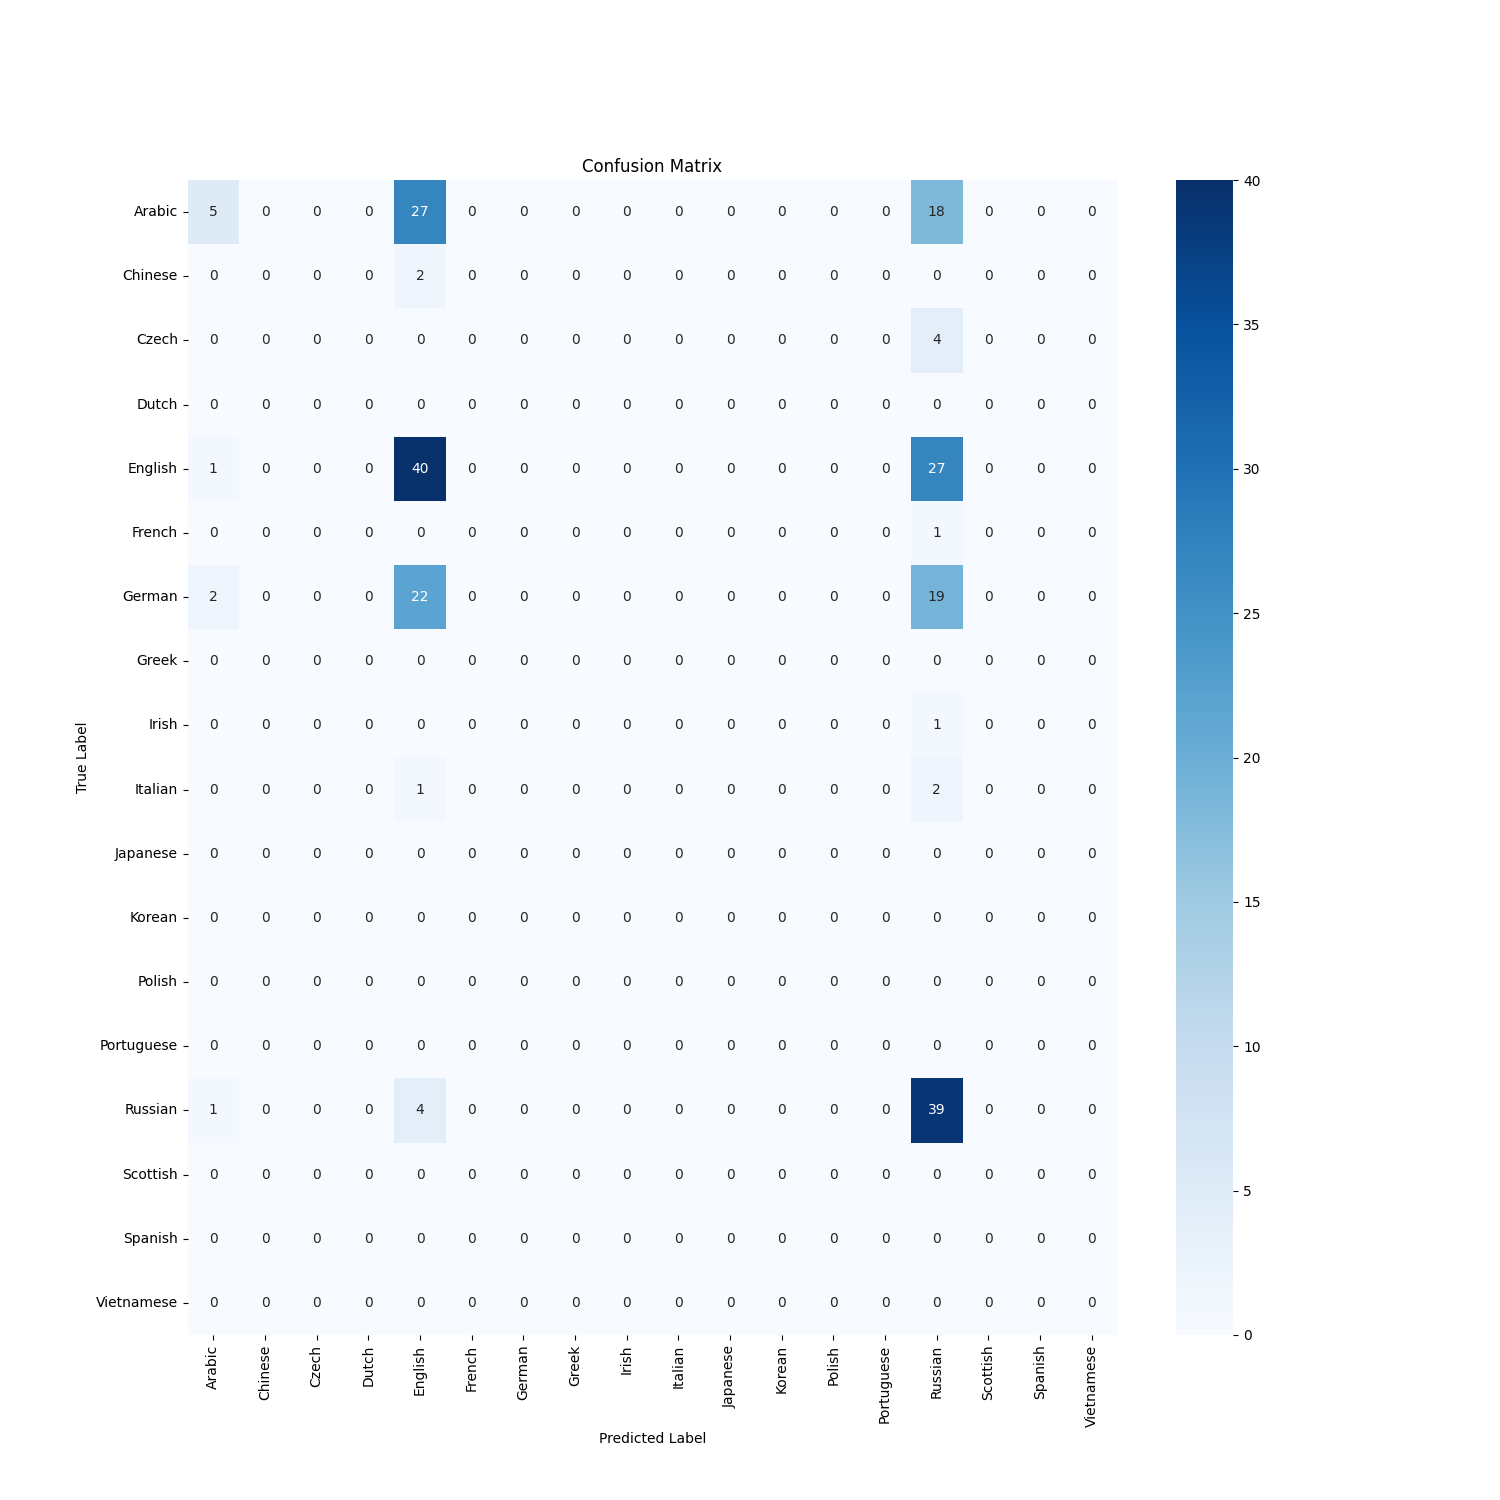 Confusion Matrix
Arabic 5 0 0 0 27 0 0 0 0 0 0 0 0 0 18 0 0 0
Chinese 0 0 0 0 2 0 0 0 0 0 0 0 0 0 0 0 0 0
Czech 0 0 0 0 0 0 0 0 0 0 0 0 0 0 4 0 0 0
Dutch 0 0 0 0 0 0 0 0 0 0 0 0 0 0 0 0 0 0
English 1 0 0 0 40 0 0 0 0 0 0 0 0 0 27 0 0 0
French 0 0 0 0 0 0 0 0 0 0 0 0 0 0 1 0 0 0
German 2 0 0 0 22 0 0 0 0 0 0 0 0 0 19 0 0 0
Greek 0 0 0 0 0 0 0 0 0 0 0 0 0 0 0 0 0 0
Irish 0 0 0 0 0 0 0 0 0 0 0 0 0 0 1 0 0 0
Italian 0 0 0 0 1 0 0 0 0 0 0 0 0 0 2 0 0 0
Japanese 0 0 0 0 0 0 0 0 0 0 0 0 0 0 0 0 0 0
Korean 0 0 0 0 0 0 0 0 0 0 0 0 0 0 0 0 0 0
Polish 0 0 0 0 0 0 0 0 0 0 0 0 0 0 0 0 0 0
Portuguese 0 0 0 0 0 0 0 0 0 0 0 0 0 0 0 0 0 0
Russian 1 0 0 0 4 0 0 0 0 0 0 0 0 0 39 0 0 0
Scottish 0 0 0 0 0 0 0 0 0 0 0 0 0 0 0 0 0 0
Spanish 0 0 0 0 0 0 0 0 0 0 0 0 0 0 0 0 0 0
Vietnamese 0 0 0 0 0 0 0 0 0 0 0 0 0 0 0 0 0 0
Arabic Chinese Czech Dutch English French German Greek Irish Italian Japanese Korean Polish Portuguese Russian Scottish Spanish Vietnamese
Predicted Label
True Label
40
35
30
25
20
15
10
5
0